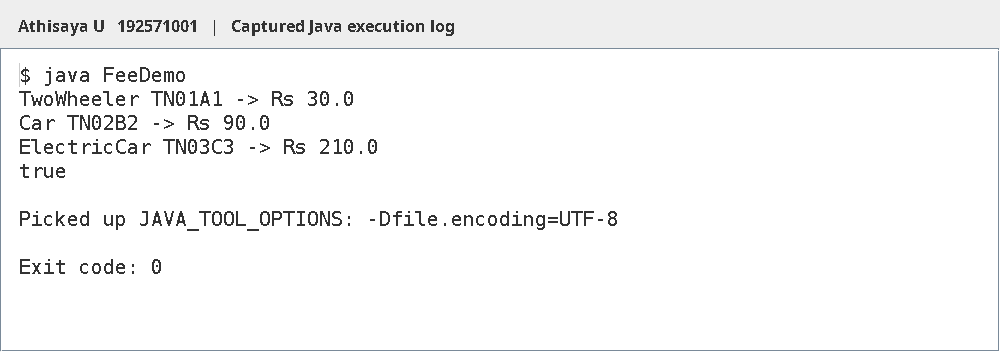 Athisaya U 192571001 | Captured Java execution log
$ java FeeDemo
TwoWheeler TN01A1 -> Rs 30.0
Car TN02B2 -> Rs 90.0
ElectricCar TN03C3 -> Rs 210.0
true
Picked up JAVA_TOOL_OPTIONS: -Dfile.encoding=UTF-8
Exit code: 0